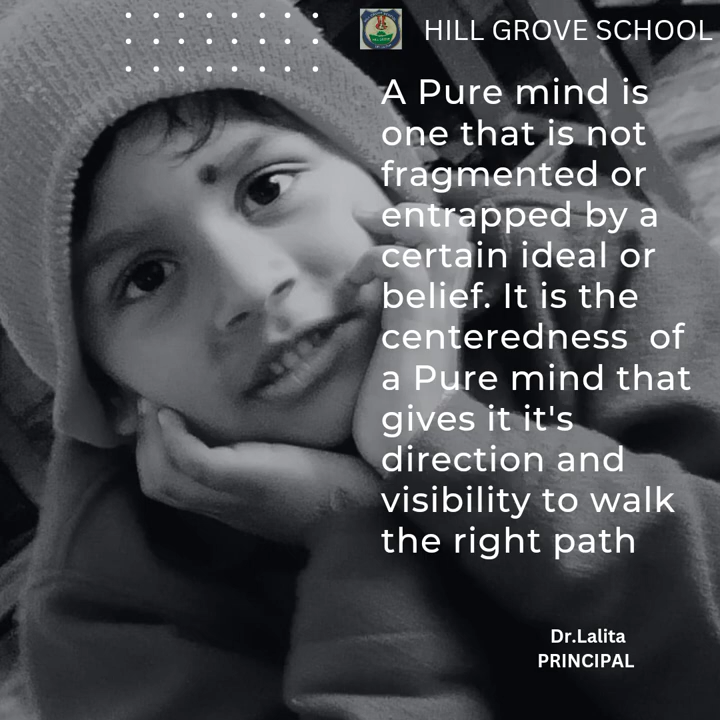 HILL GROVE SCHOOL
A Pure mind is
one that is not
fragmented or
entrapped by a
certain ideal or
belief. It is the
centeredness  of
a Pure mind that
gives it it's
direction and
visibility to walk
the right path
Dr.Lalita
PRINCIPAL